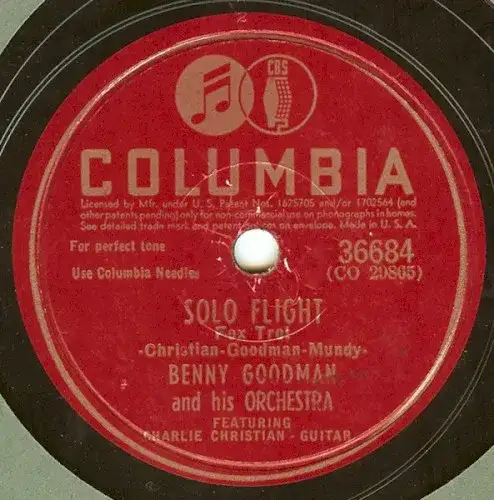 CBS
COLUMBIA
Licensed by Mfr. under U. S. Patent Nos. 1625705 and/or 1702564 (and
other patents pending) only for non-commercial use on phonographs in homes.
See detailed trade mark and patent notices on envelope. Made in U. S. A.
For perfect tone
Use Columbia Needles
36684
(CO 29865)
SOLO FLIGHT
Fox Trot
-Christian-Goodman-Mundy-
BENNY GOODMAN
and his ORCHESTRA
FEATURING
CHARLIE CHRISTIAN - GUITAR